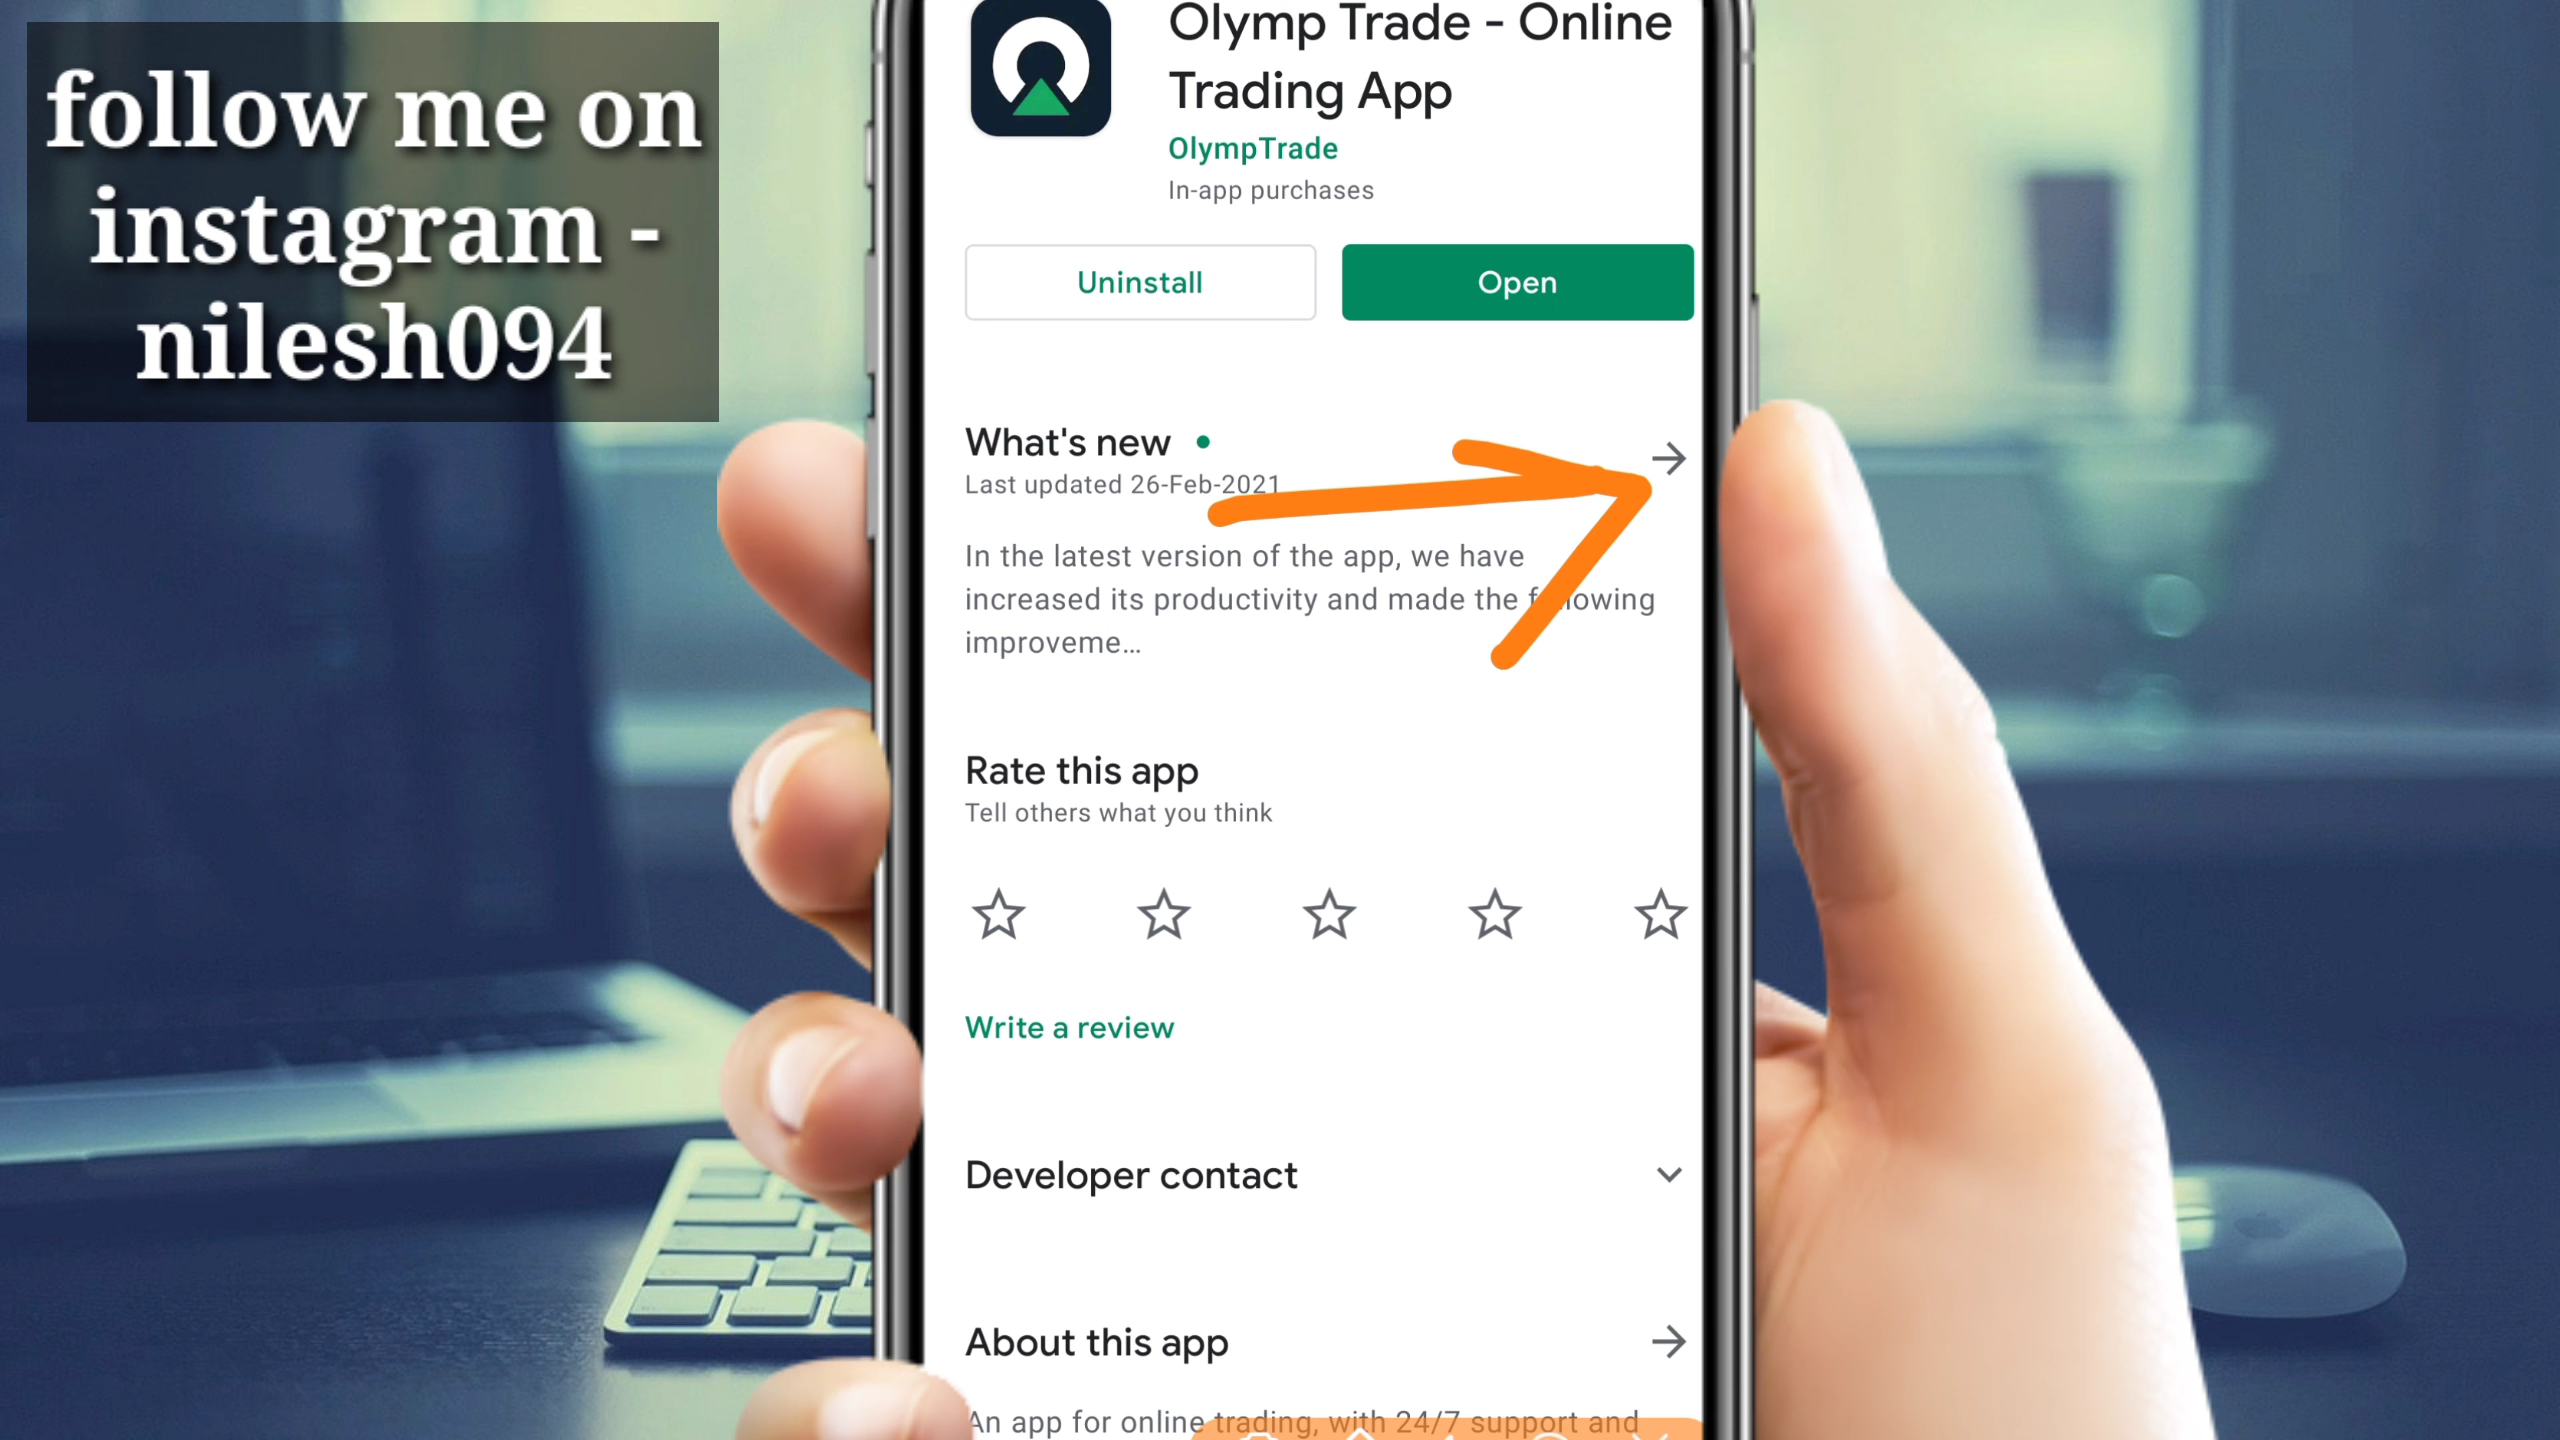 follow me on
instagram -
nilesh094
Olymp Trade - Online
Trading App
OlympTrade
In-app purchases
Uninstall
Open
What's new
Last updated 26-Feb-2021
In the latest version of the app, we have
increased its productivity and made the following
improveme...
Rate this app
Tell others what you think
Write a review
Developer contact
About this app
An app for online trading, with 24/7 support and